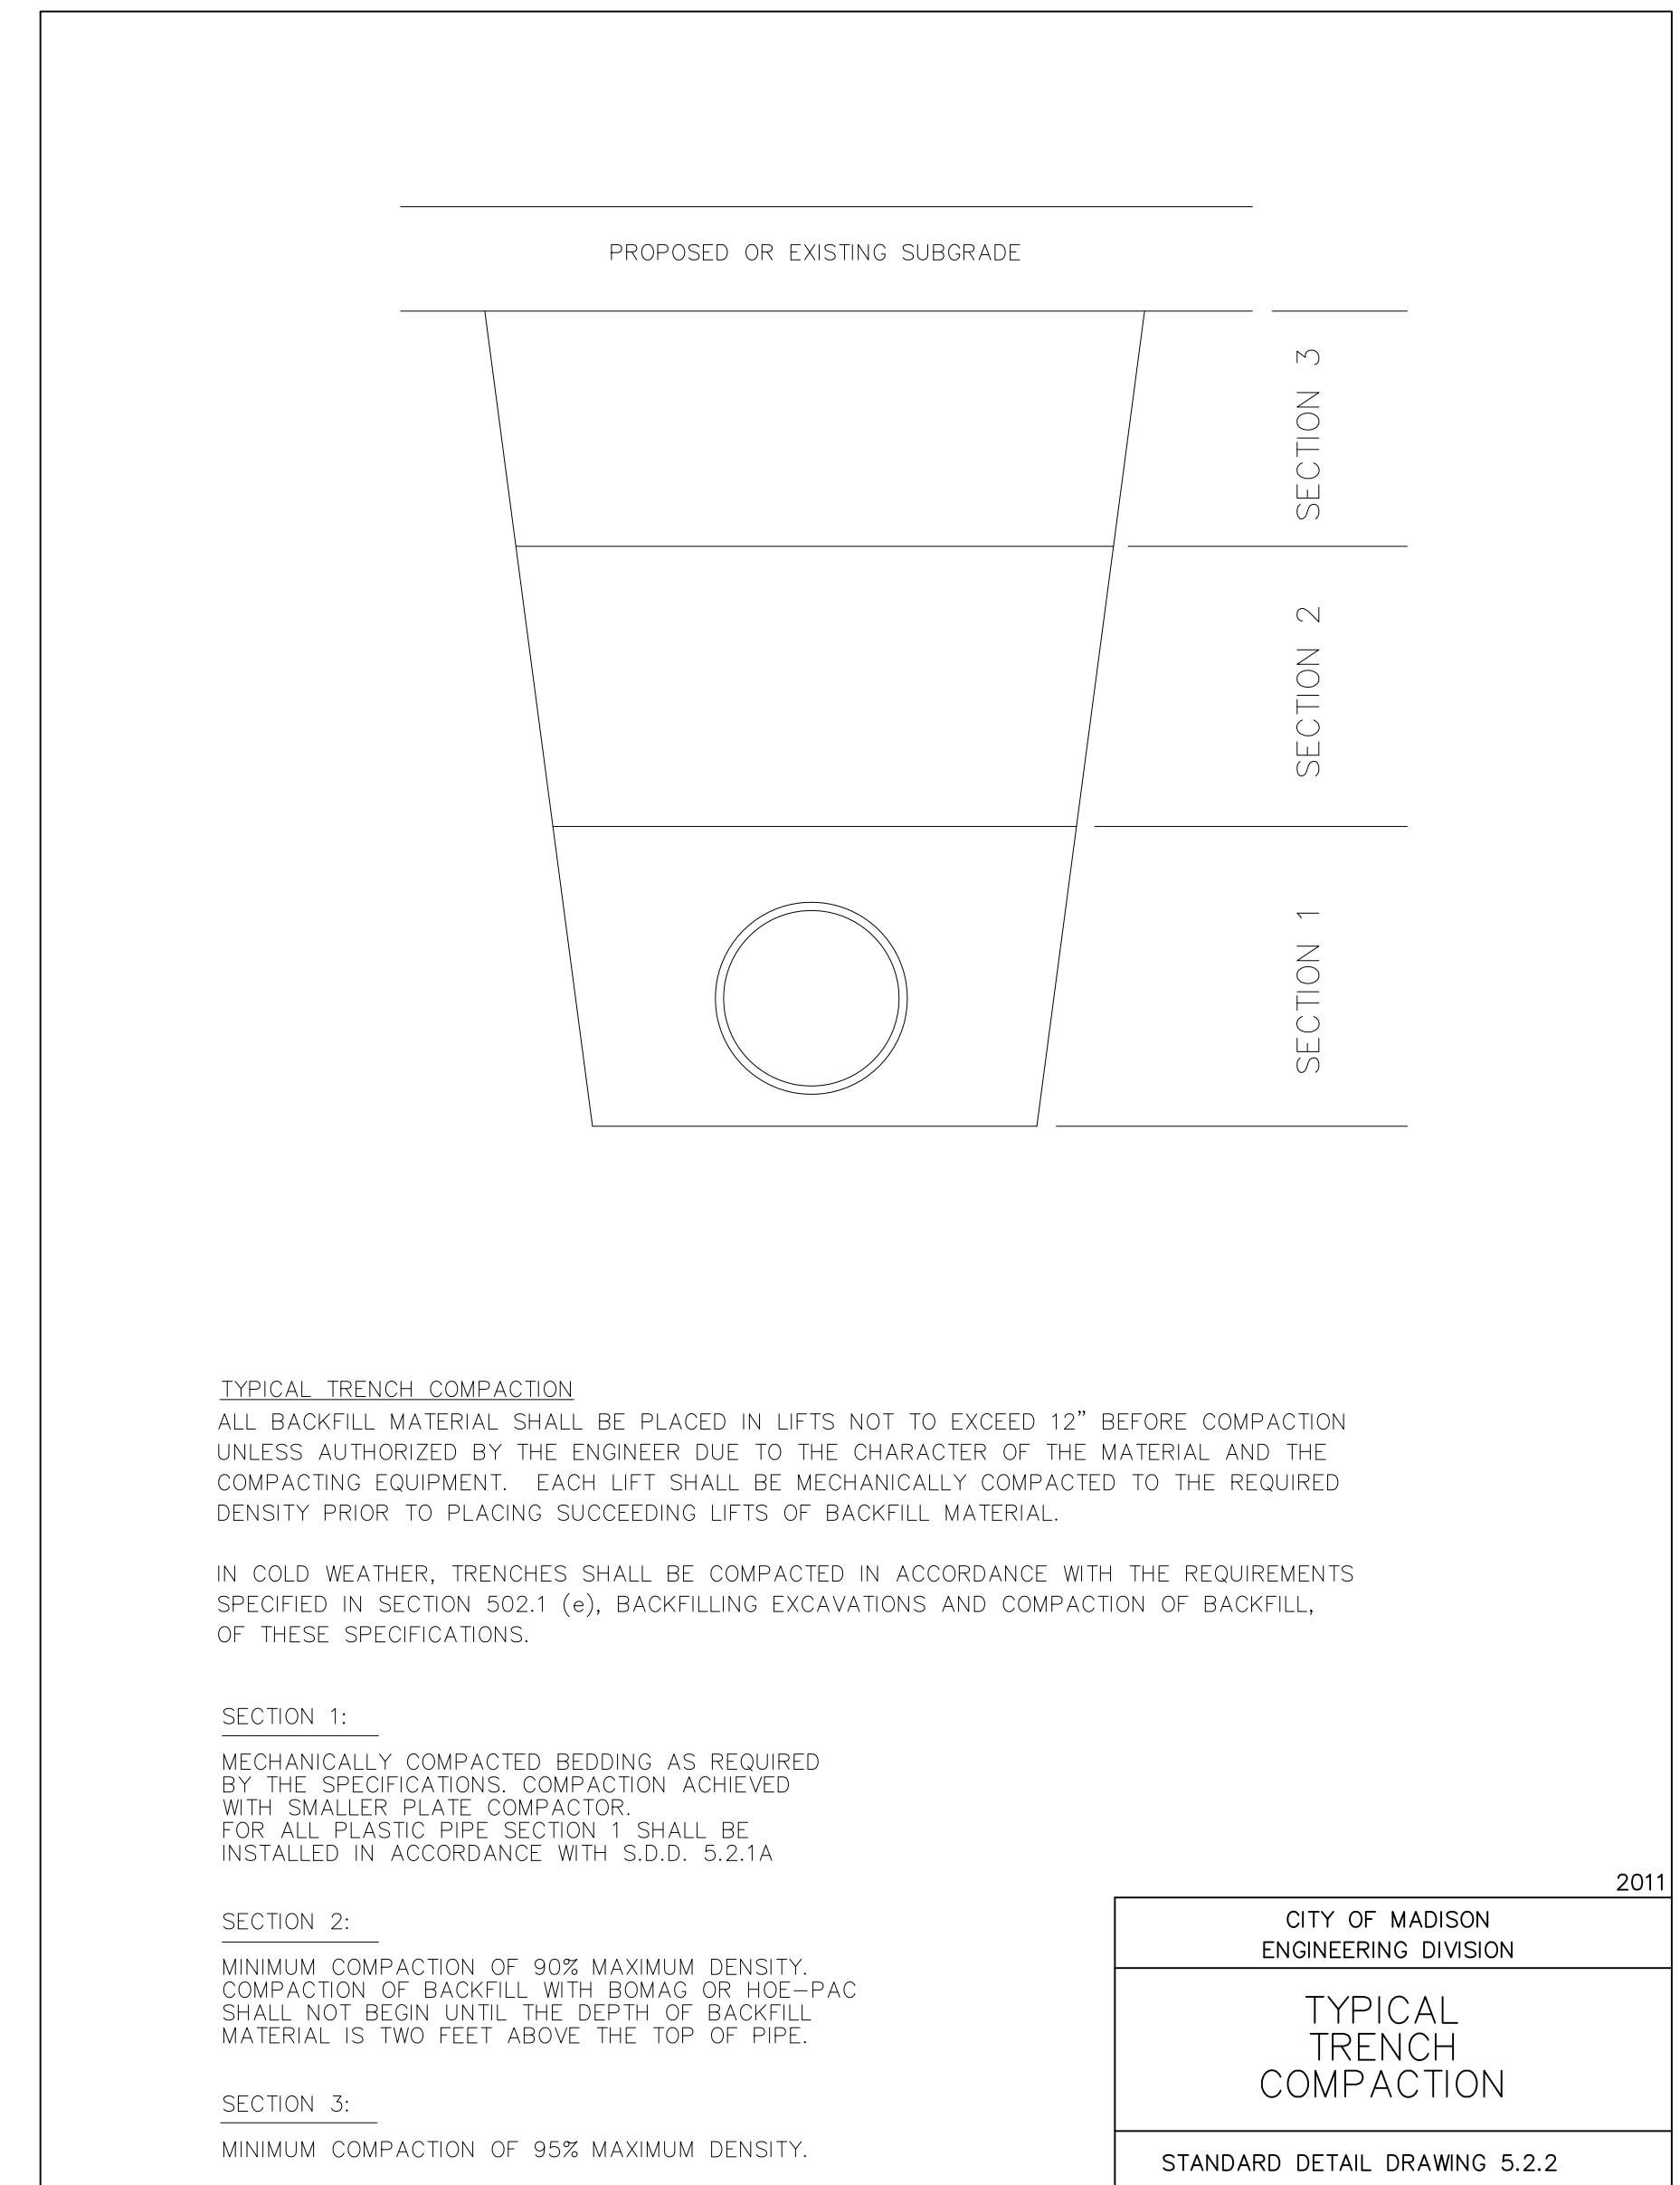 PROPOSED OR EXISTING SUBGRADE
SECTION 3
SECTION 2
SECTION 1
TYPICAL TRENCH COMPACTION
ALL BACKFILL MATERIAL SHALL BE PLACED IN LIFTS NOT TO EXCEED 12” BEFORE COMPACTION
UNLESS AUTHORIZED BY THE ENGINEER DUE TO THE CHARACTER OF THE MATERIAL AND THE
COMPACTING EQUIPMENT. EACH LIFT SHALL BE MECHANICALLY COMPACTED TO THE REQUIRED
DENSITY PRIOR TO PLACING SUCCEEDING LIFTS OF BACKFILL MATERIAL.
IN COLD WEATHER, TRENCHES SHALL BE COMPACTED IN ACCORDANCE WITH THE REQUIREMENTS
SPECIFIED IN SECTION 502.1 (e), BACKFILLING EXCAVATIONS AND COMPACTION OF BACKFILL,
OF THESE SPECIFICATIONS.
SECTION 1:
MECHANICALLY COMPACTED BEDDING AS REQUIRED
BY THE SPECIFICATIONS. COMPACTION ACHIEVED
WITH SMALLER PLATE COMPACTOR.
FOR ALL PLASTIC PIPE SECTION 1 SHALL BE
INSTALLED IN ACCORDANCE WITH S.D.D. 5.2.1A
SECTION 2:
MINIMUM COMPACTION OF 90% MAXIMUM DENSITY.
COMPACTION OF BACKFILL WITH BOMAG OR HOE-PAC
SHALL NOT BEGIN UNTIL THE DEPTH OF BACKFILL
MATERIAL IS TWO FEET ABOVE THE TOP OF PIPE.
SECTION 3:
MINIMUM COMPACTION OF 95% MAXIMUM DENSITY.
2011
CITY OF MADISON
ENGINEERING DIVISION
TYPICAL
TRENCH
COMPACTION
STANDARD DETAIL DRAWING 5.2.2